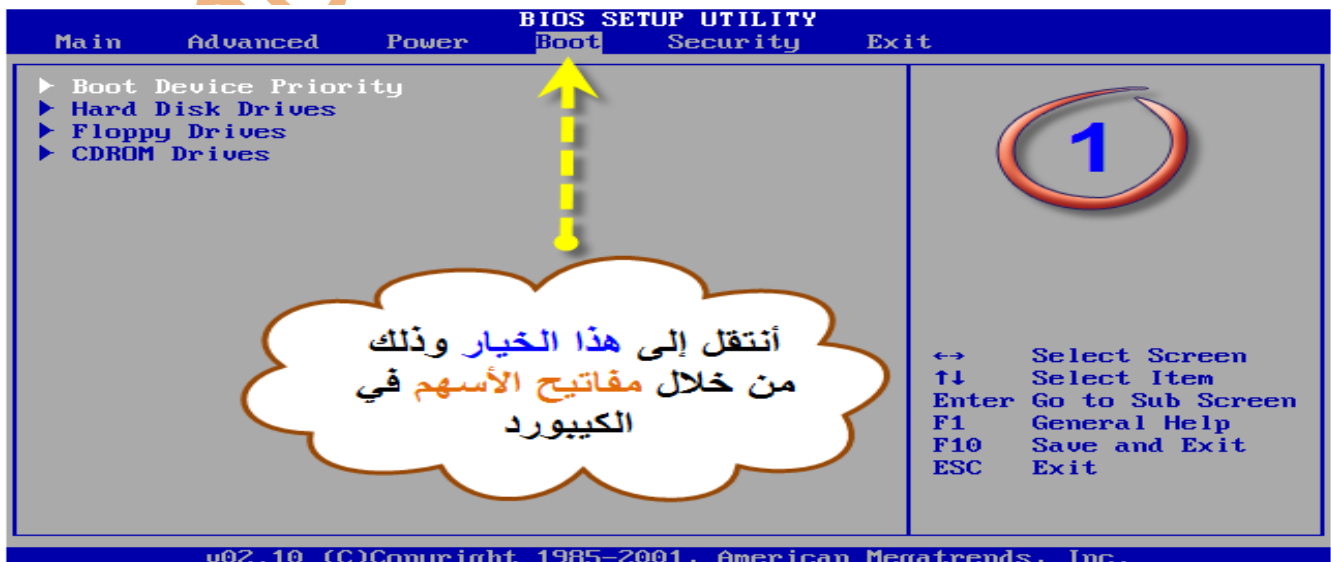 BIOS SETUP UTILITY
Main Advanced Power Boot Security Exit
Boot Device Priority
Hard Disk Drives
Floppy Drives
CDROM Drives
1
أنتقل إلى هذا الخيار وذلك
من خلال مفاتيح الأسهم في
الكيبورد
←→ Select Screen
↑↓ Select Item
Enter Go to Sub Screen
F1 General Help
F10 Save and Exit
ESC Exit
v02.10 (C)Copyright 1985-2001, American Megatrends, Inc.